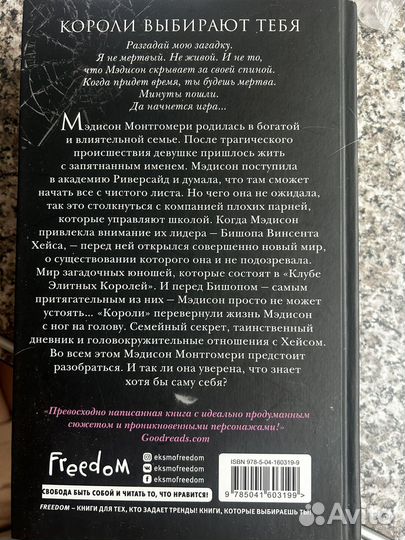 КОРОЛИ ВЫБИРАЮТ ТЕБЯ
Разгадай мою загадку.
Я не мертвый. Не живой. И не то,
что Мэдисон скрывает за своей спиной.
Когда придет время, ты будешь мертва.
Минуты пошли.
Да начнется игра...
Мэдисон Монтгомери родилась в богатой
и влиятельной семье. После трагического
происшествия девушке пришлось жить
с запятнанным именем. Мэдисон поступила
в академию Риверсайд и думала, что там сможет
начать все с чистого листа. Но чего она не ожидала,
так это столкнуться с компанией плохих парней,
которые управляют школой. Когда Мэдисон
привлекла внимание их лидера – Бишопа Винсента
Хейса, – перед ней открылся совершенно новый мир,
о существовании которого она и не подозревала.
Мир загадочных юношей, которые состоят в «Клубе
Элитных Королей». И перед Бишопом – самым
притягательным из них – Мэдисон просто не может
устоять... «Короли» перевернули жизнь Мэдисон
с ног на голову. Семейный секрет, таинственный
дневник и головокружительные отношения с Хейсом.
Во всем этом Мэдисон Монтгомери предстоит
разобраться. И так ли она уверена, что знает
хотя бы саму себя?
«Превосходно написанная книга с идеально продуманным
сюжетом и проникновенными персонажами!»
Goodreads.com
Freedom
eksmofreedom
eksmofreedom
eksmofreedom
ISBN 978-5-04-160319-9
9 785041 603199 >
СВОБОДА БЫТЬ СОБОЙ И ЧИТАТЬ ТО, ЧТО НРАВИТСЯ!
FREEDOM – КНИГИ ДЛЯ ТЕХ, КТО ЗАДАЕТ ТРЕНДЫ! КНИГИ, КОТОРЫЕ ВЫБИРАЕШЬ ТЫ!
Avito